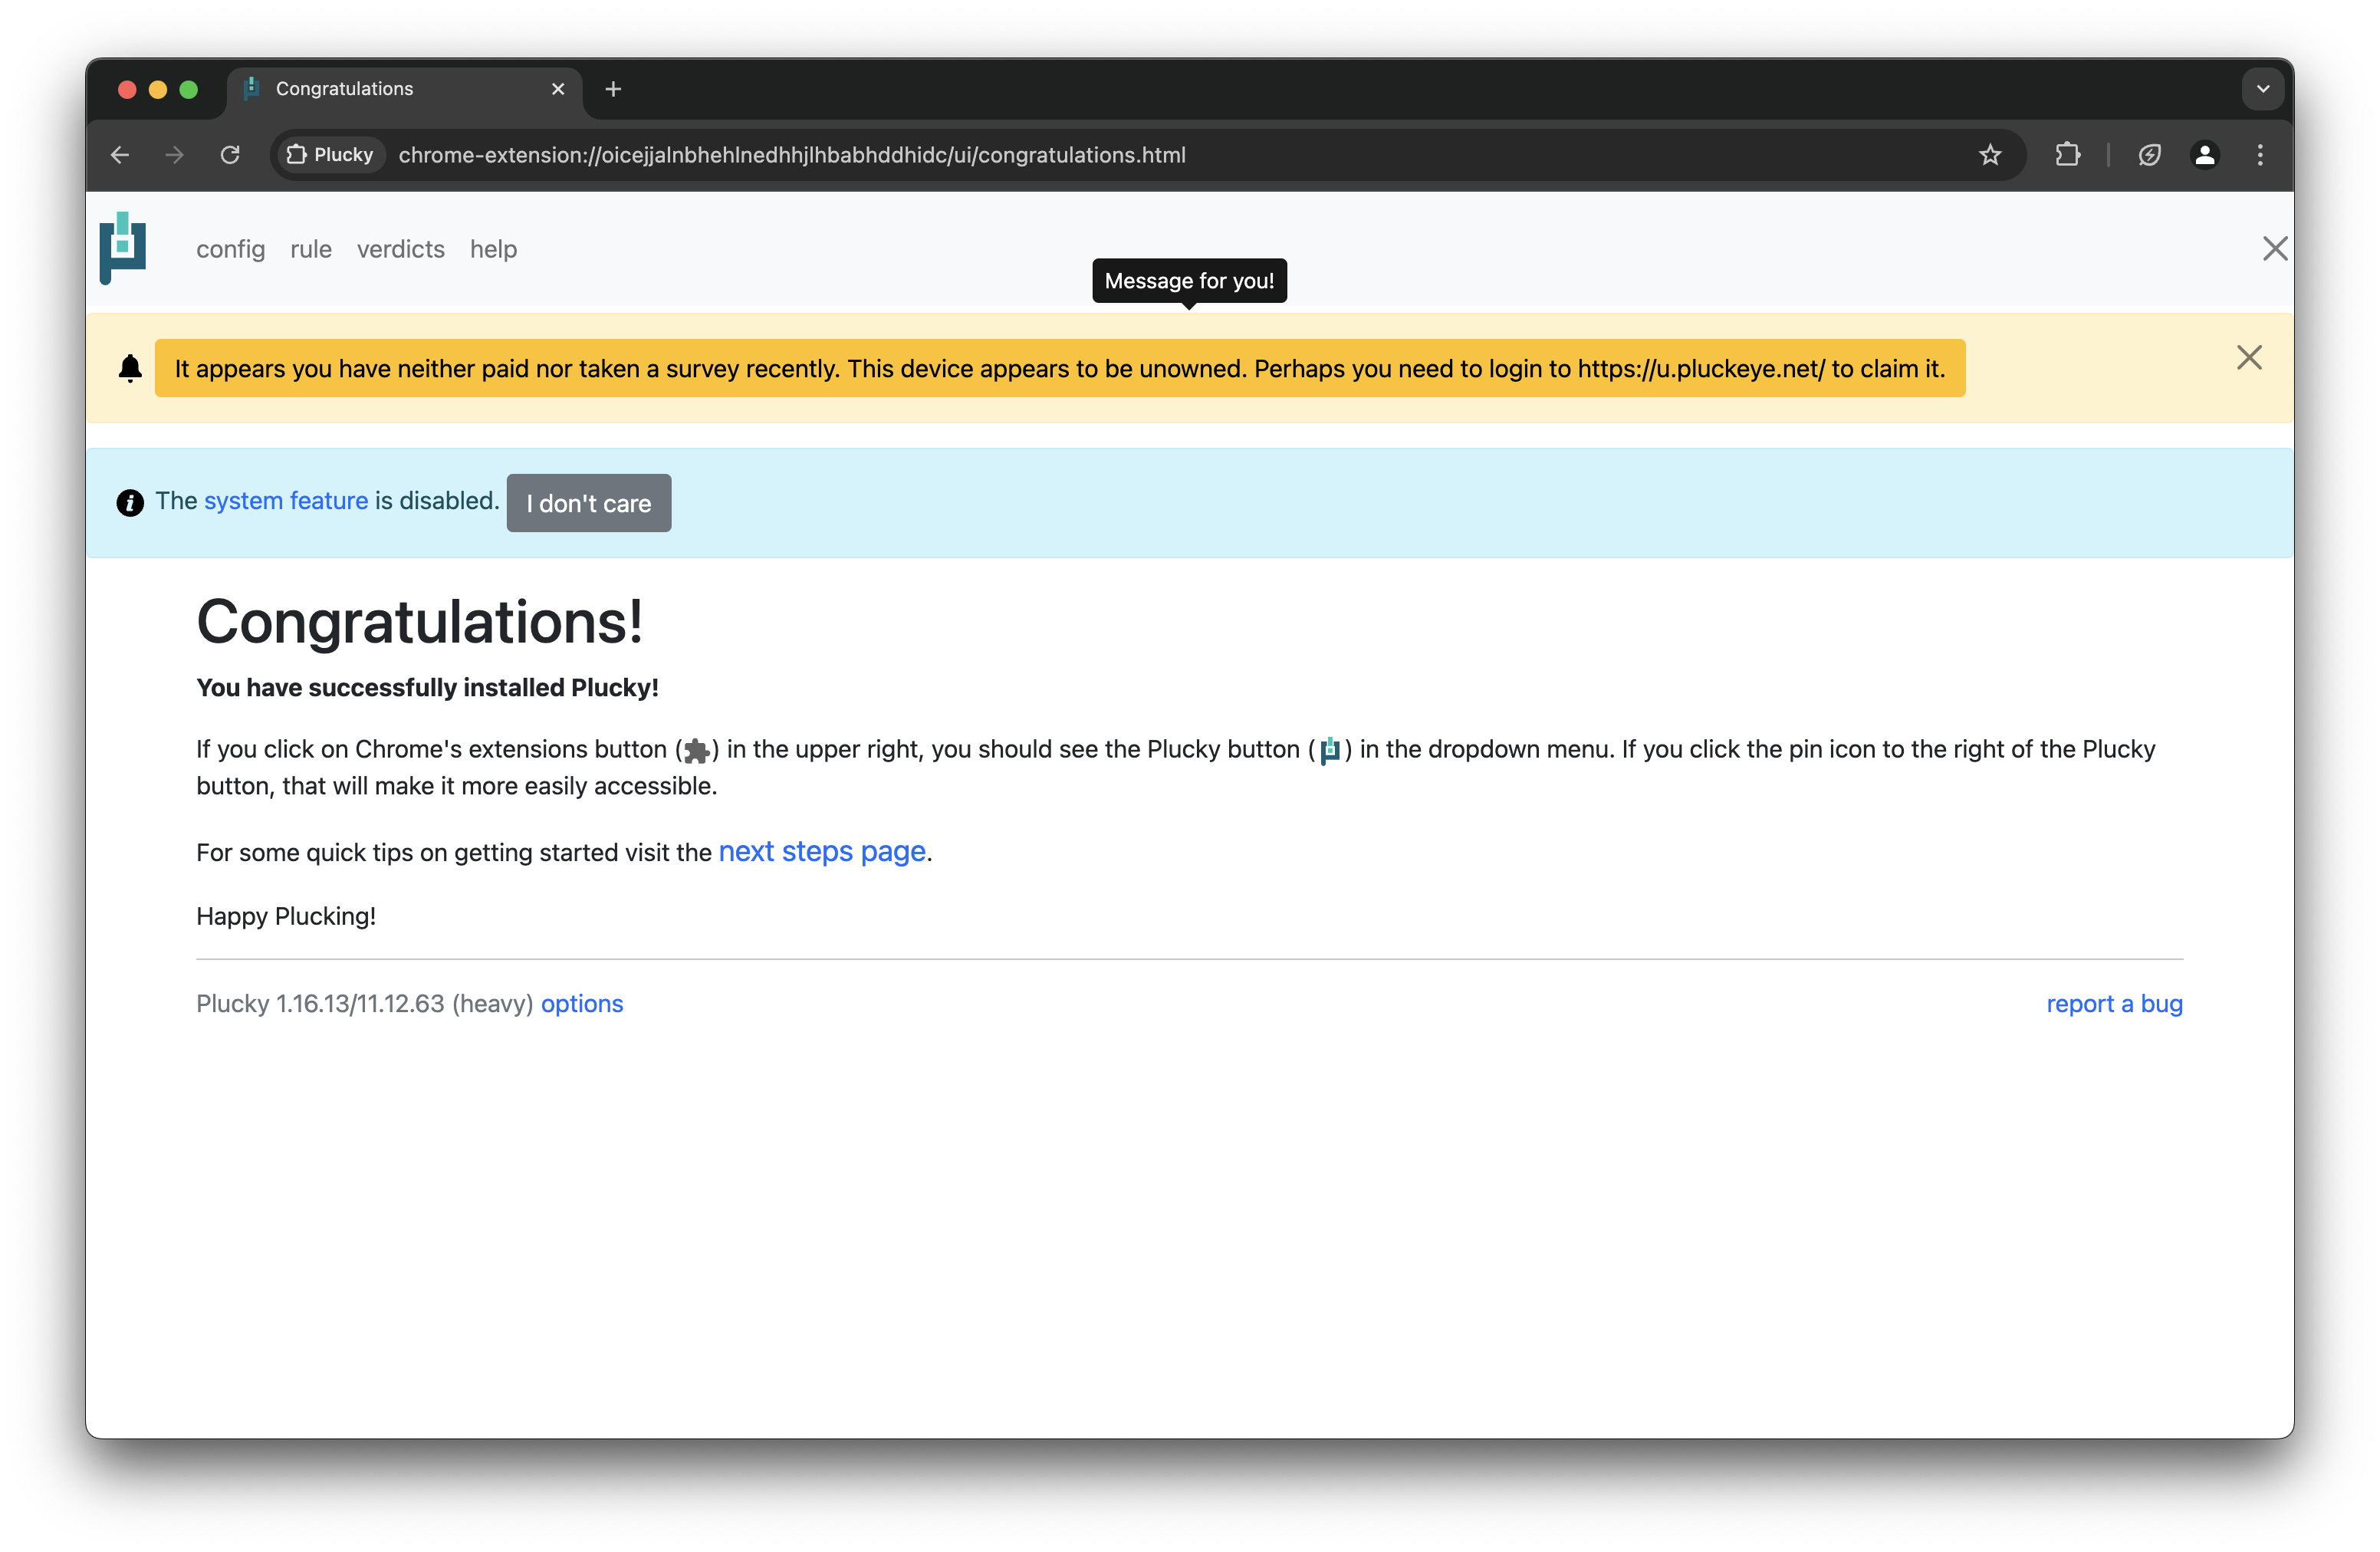 Congratulations
Plucky
chrome-extension://oicejjalnbhehlnedhhjlhbabhddhidc/ui/congratulations.html
config rule verdicts help
Message for you!
It appears you have neither paid nor taken a survey recently. This device appears to be unowned. Perhaps you need to login to https://u.pluckeye.net/ to claim it.
The system feature is disabled. I don't care
Congratulations!
You have successfully installed Plucky!
If you click on Chrome's extensions button () in the upper right, you should see the Plucky button () in the dropdown menu. If you click the pin icon to the right of the Plucky
button, that will make it more easily accessible.
For some quick tips on getting started visit the next steps page.
Happy Plucking!
Plucky 1.16.13/11.12.63 (heavy) options
report a bug